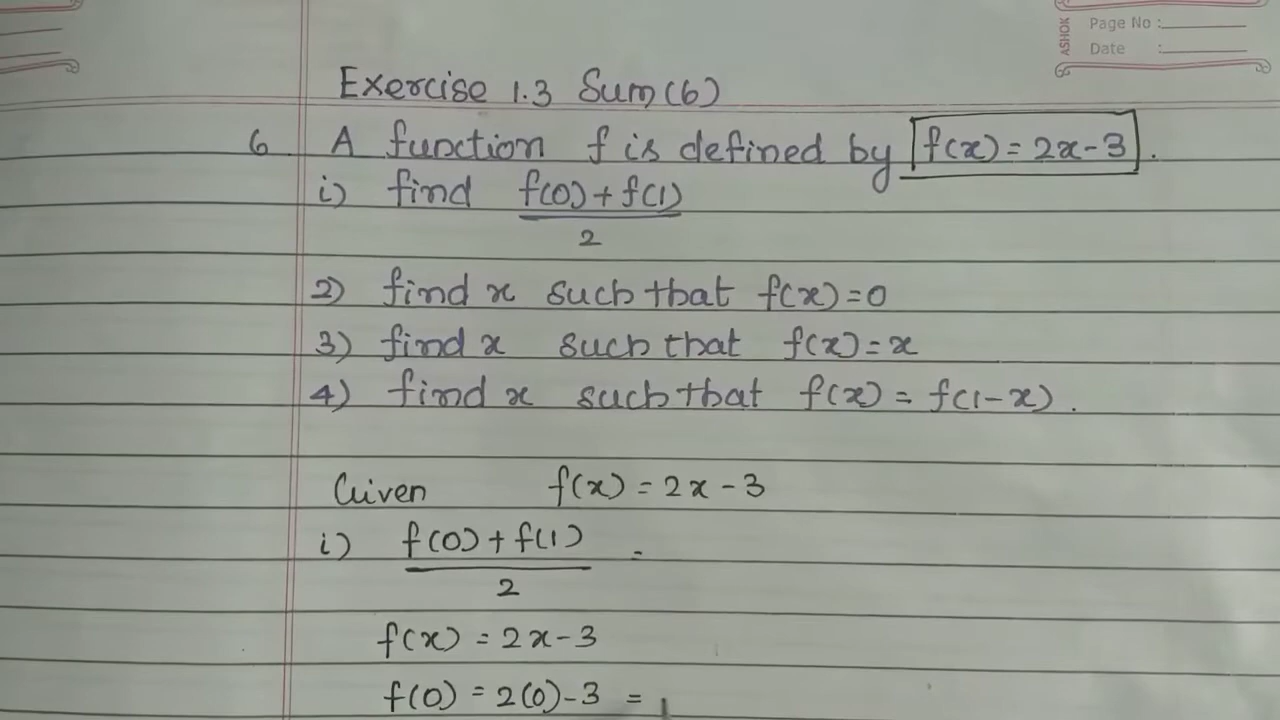 ASHOK
Page No :
Date :
Exercise 1.3 Sum(6)
6 A function f is defined by f(x) = 2x-3.
i) find f(0)+f(1)
2
2) find x such that f(x)=0
3) find x such that f(x)=x
4) find x such that f(x) = f(1-x).
Given f(x) = 2x-3
i) f(0)+f(1) =
2
f(x) = 2x-3
f(0) = 2(0)-3 =